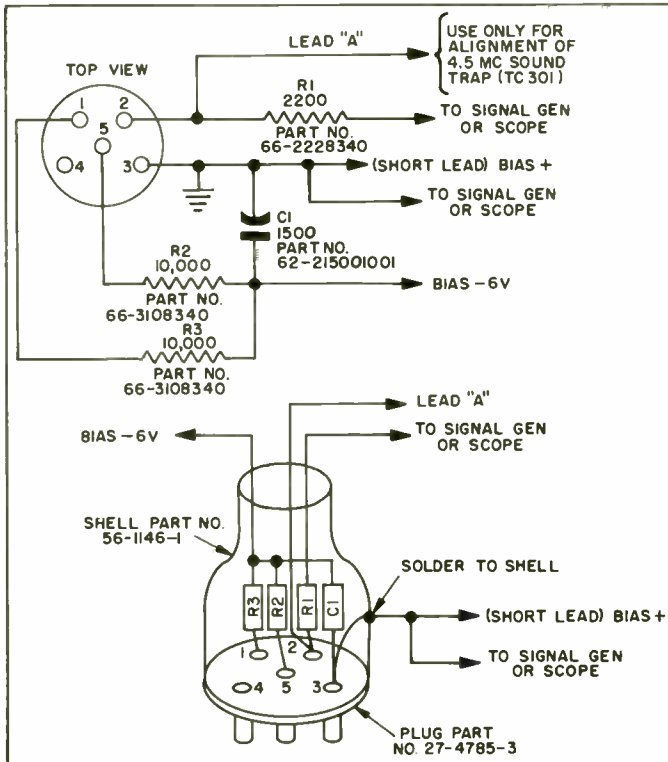 LEAD "A"
USE ONLY FOR
ALIGNMENT OF
4.5 MC SOUND
TRAP (TC 301)
TOP VIEW
R1
2200
PART NO.
66-2228340
TO SIGNAL GEN
OR SCOPE
1
2
5
4
3
(SHORT LEAD) BIAS +
TO SIGNAL GEN
OR SCOPE
C1
1500
PART NO.
62-215001001
R2
10,000
PART NO.
66-3108340
BIAS-6V
R3
10,000
PART NO.
66-3108340
LEAD "A"
BIAS-6V
TO SIGNAL GEN
OR SCOPE
SHELL PART NO.
56-1146-1
SOLDER TO SHELL
R3
R2
R1
C1
(SHORT LEAD) BIAS+
1
2
4
5
3
TO SIGNAL GEN
OR SCOPE
PLUG PART
NO. 27-4785-3